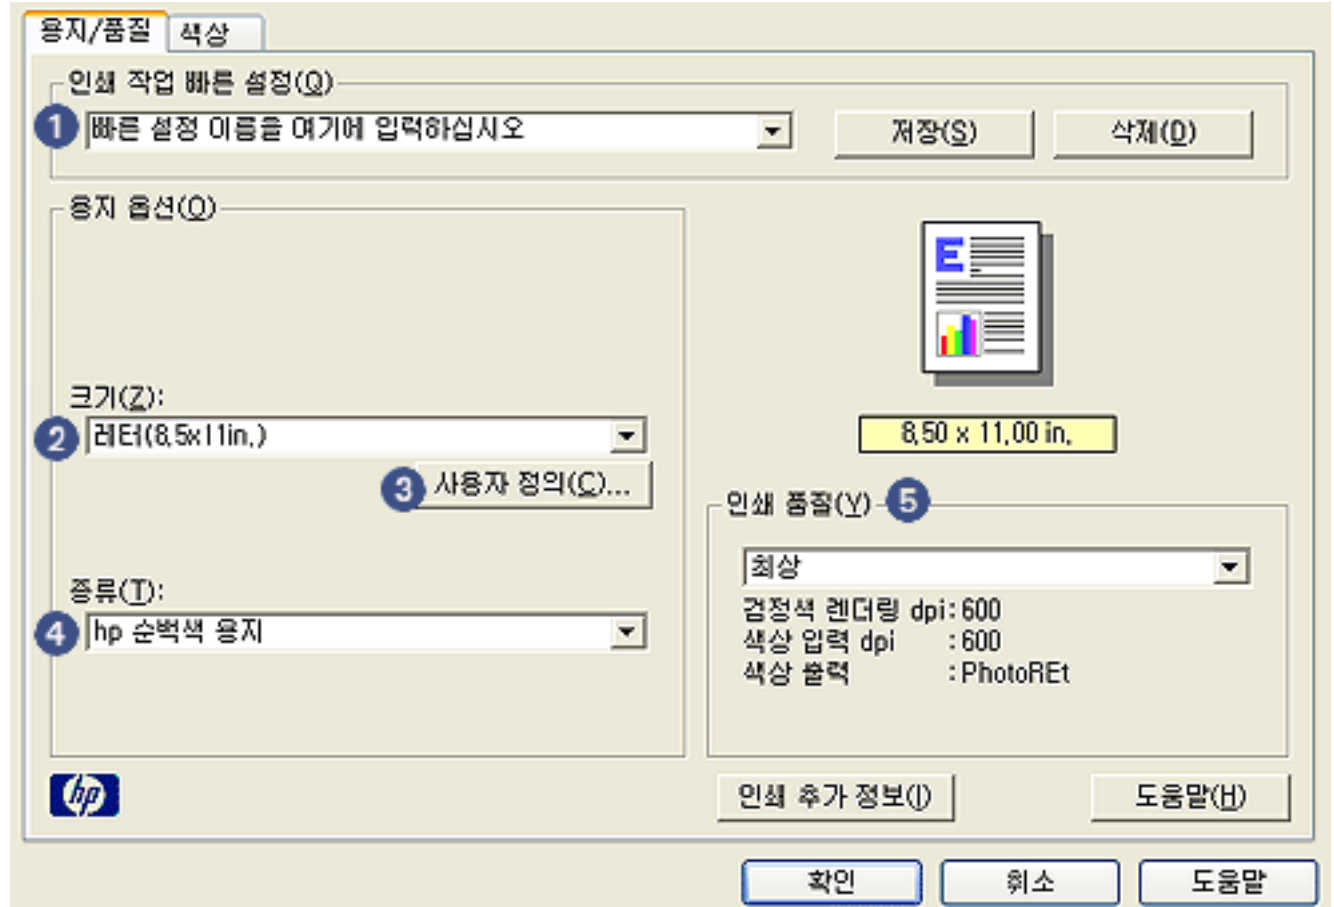 용지/품질 색상
인쇄 작업 빠른 설정(Q)
1 빠른 설정 이름을 여기에 입력하십시오 저장(S) 삭제(D)
용지 옵션(O)
E
크기(Z):
2 레터(8.5x11in.) 8.50 x 11.00 in.
3 사용자 정의(C)...
인쇄 품질(Y) 5
최상
종류(T):
검정색 렌더링 dpi: 600
4 hp 순백색 용지
색상 입력 dpi : 600
색상 출력 : PhotoREt
hp 인쇄 추가 정보(I) 도움말(H)
확인 취소 도움말